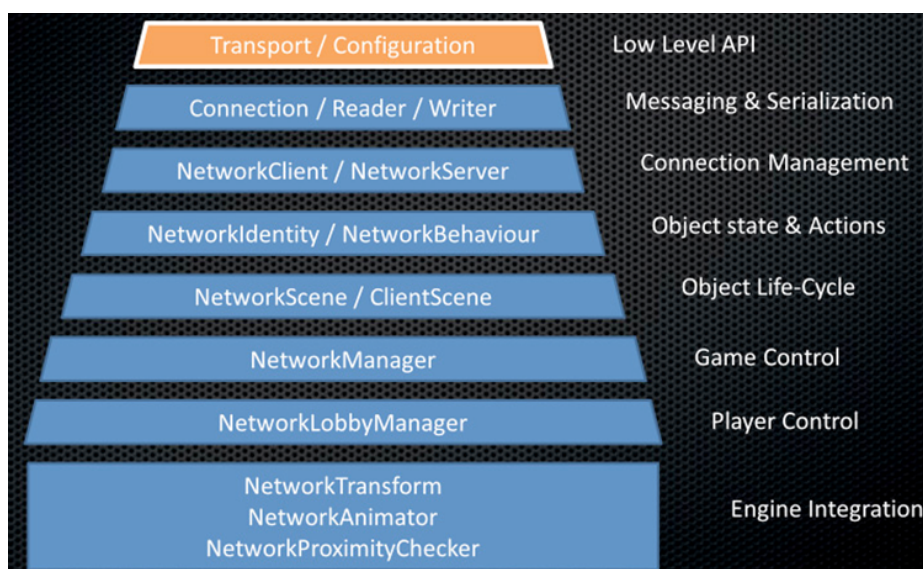 Transport / Configuration
Low Level API
Connection / Reader / Writer
Messaging & Serialization
NetworkClient / NetworkServer
Connection Management
NetworkIdentity / NetworkBehaviour
Object state & Actions
NetworkScene / ClientScene
Object Life-Cycle
NetworkManager
Game Control
NetworkLobbyManager
Player Control
NetworkTransform
NetworkAnimator
NetworkProximityChecker
Engine Integration